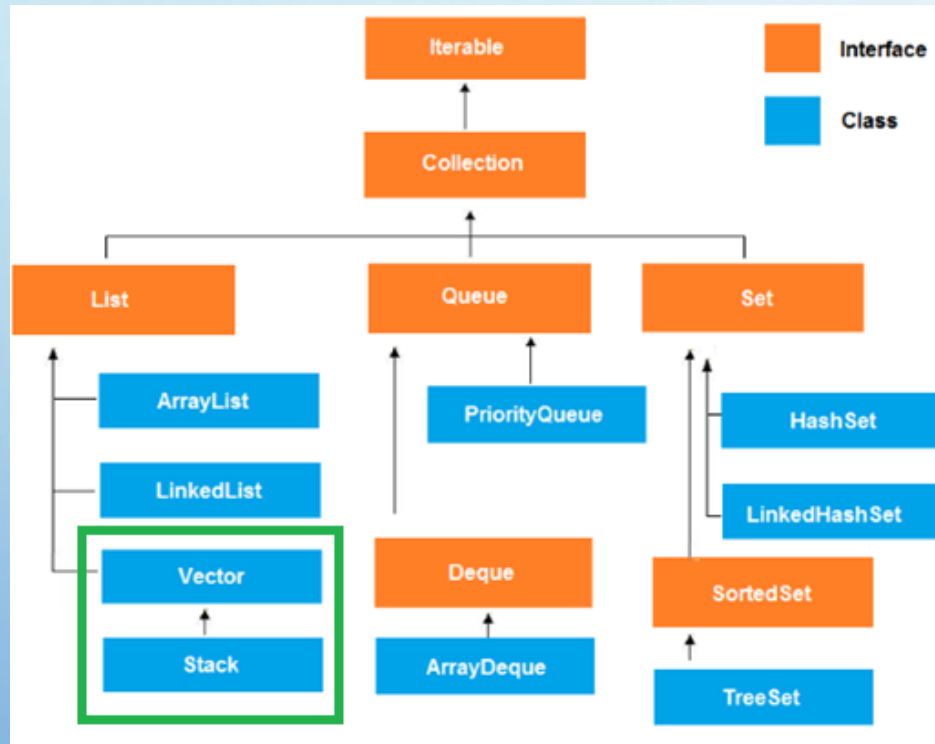 Iterable
Interface
Class
Collection
List
Queue
Set
ArrayList
PriorityQueue
HashSet
LinkedList
LinkedHashSet
Vector
Deque
SortedSet
Stack
ArrayDeque
TreeSet